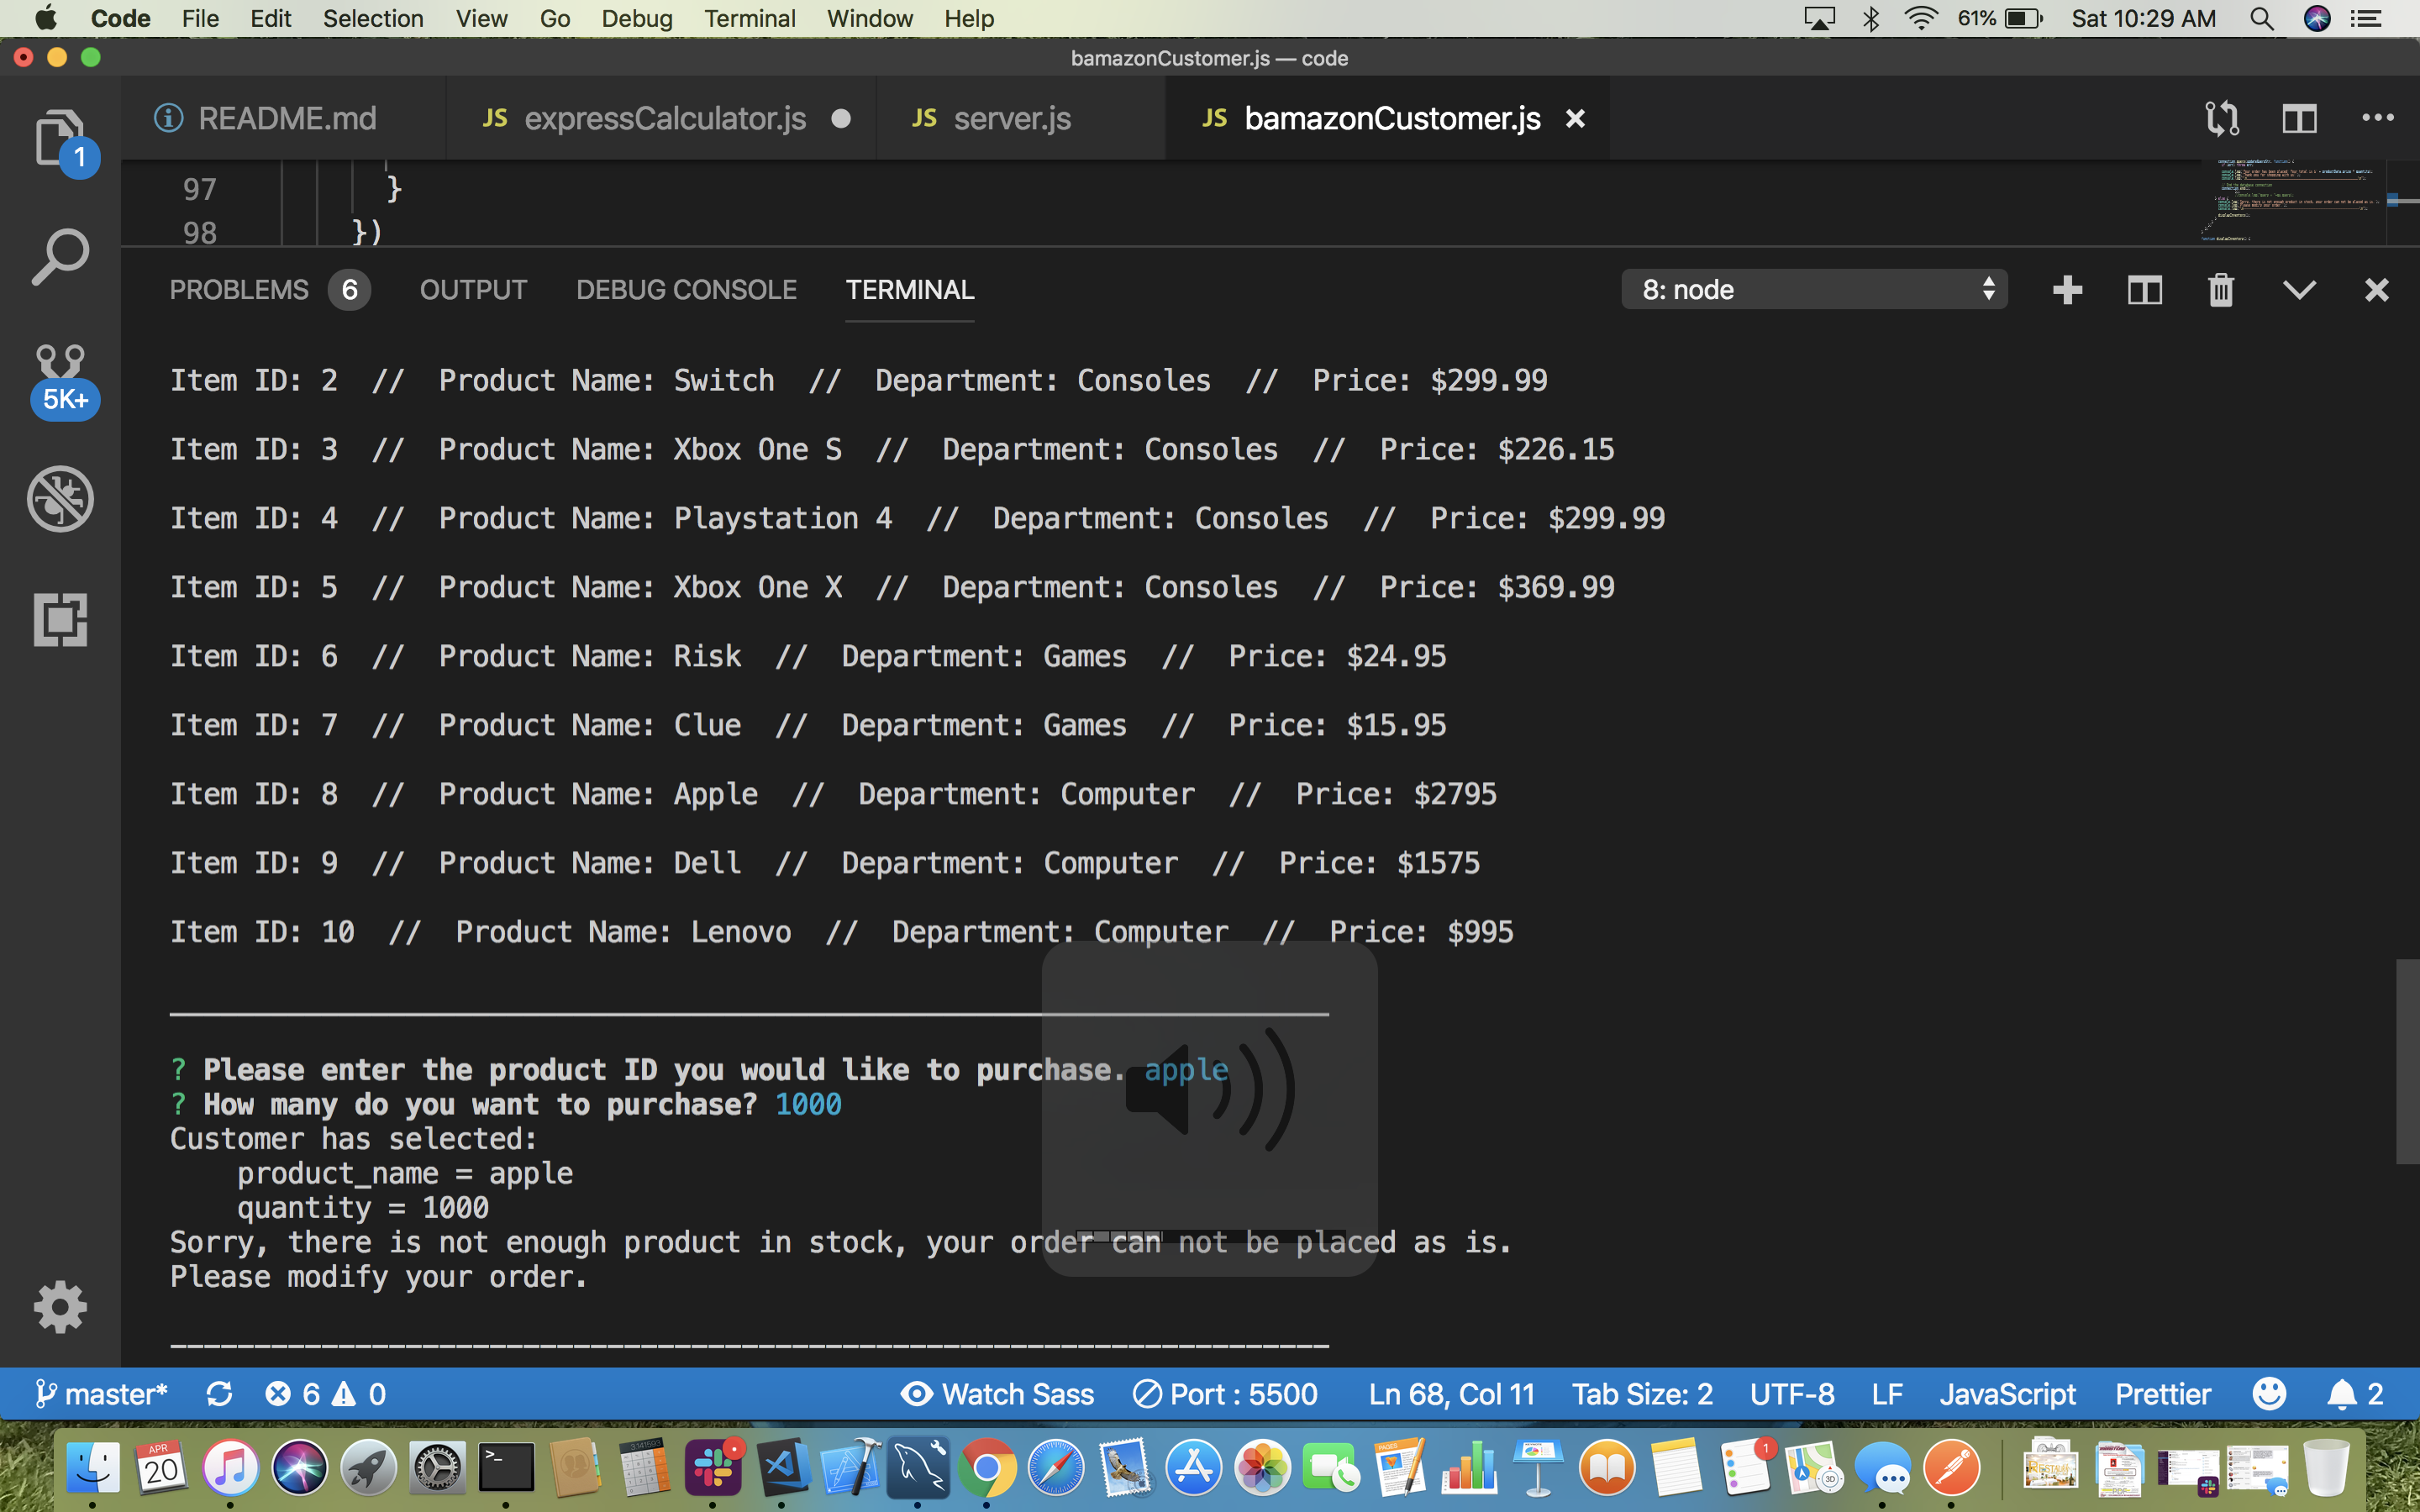 Code File Edit Selection View Go Debug Terminal Window Help 61% Sat 10:29 AM
bamazonCustomer.js — code
README.md JS expressCalculator.js JS server.js JS bamazonCustomer.js
1
97 }
98 })
PROBLEMS 6 OUTPUT DEBUG CONSOLE TERMINAL 8: node
5K+
Item ID: 2 // Product Name: Switch // Department: Consoles // Price: $299.99
Item ID: 3 // Product Name: Xbox One S // Department: Consoles // Price: $226.15
Item ID: 4 // Product Name: Playstation 4 // Department: Consoles // Price: $299.99
Item ID: 5 // Product Name: Xbox One X // Department: Consoles // Price: $369.99
Item ID: 6 // Product Name: Risk // Department: Games // Price: $24.95
Item ID: 7 // Product Name: Clue // Department: Games // Price: $15.95
Item ID: 8 // Product Name: Apple // Department: Computer // Price: $2795
Item ID: 9 // Product Name: Dell // Department: Computer // Price: $1575
Item ID: 10 // Product Name: Lenovo // Department: Computer // Price: $995
? Please enter the product ID you would like to purchase. apple
? How many do you want to purchase? 1000
Customer has selected:
product_name = apple
quantity = 1000
Sorry, there is not enough product in stock, your order can not be placed as is.
Please modify your order.
master* 6 0 Watch Sass Port : 5500 Ln 68, Col 11 Tab Size: 2 UTF-8 LF JavaScript Prettier 2
APR
20
PAGES
1
3D